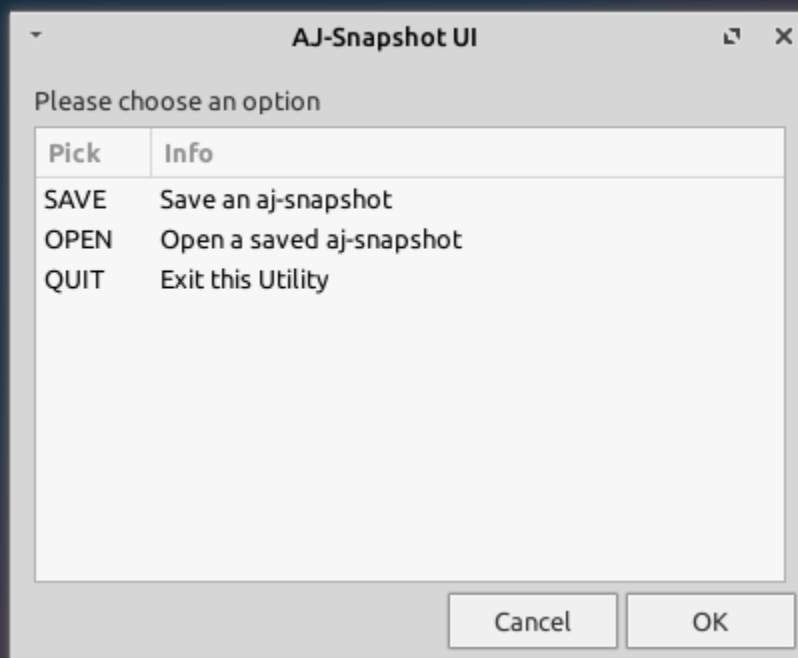 AJ-Snapshot UI
Please choose an option
Pick Info
SAVE Save an aj-snapshot
OPEN Open a saved aj-snapshot
QUIT Exit this Utility
Cancel OK